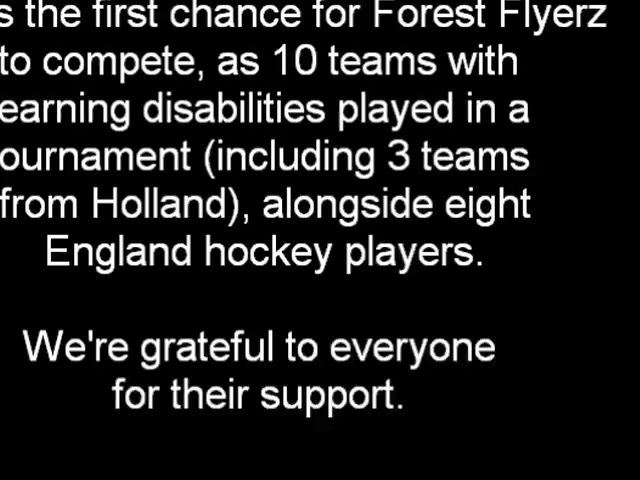 s the first chance for Forest Flyerz
to compete, as 10 teams with
earning disabilities played in a
ournament (including 3 teams
from Holland), alongside eight
England hockey players.
We're grateful to everyone
for their support.